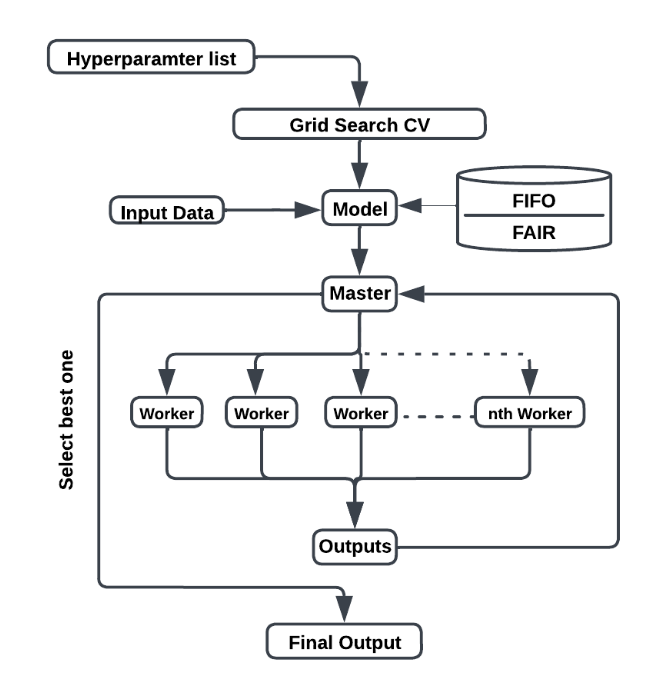 Hyperparamter list
Grid Search CV
Input Data
Model
FIFO
FAIR
Master
Select best one
Worker
Worker
Worker
nth Worker
Outputs
Final Output